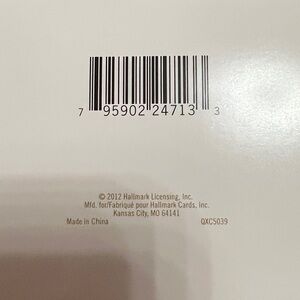 7 95902 24713 3
© 2012 Hallmark Licensing, Inc.
Mfd. for/Fabriqué pour Hallmark Cards, Inc.
Kansas City, MO 64141
Made in China QXC5039